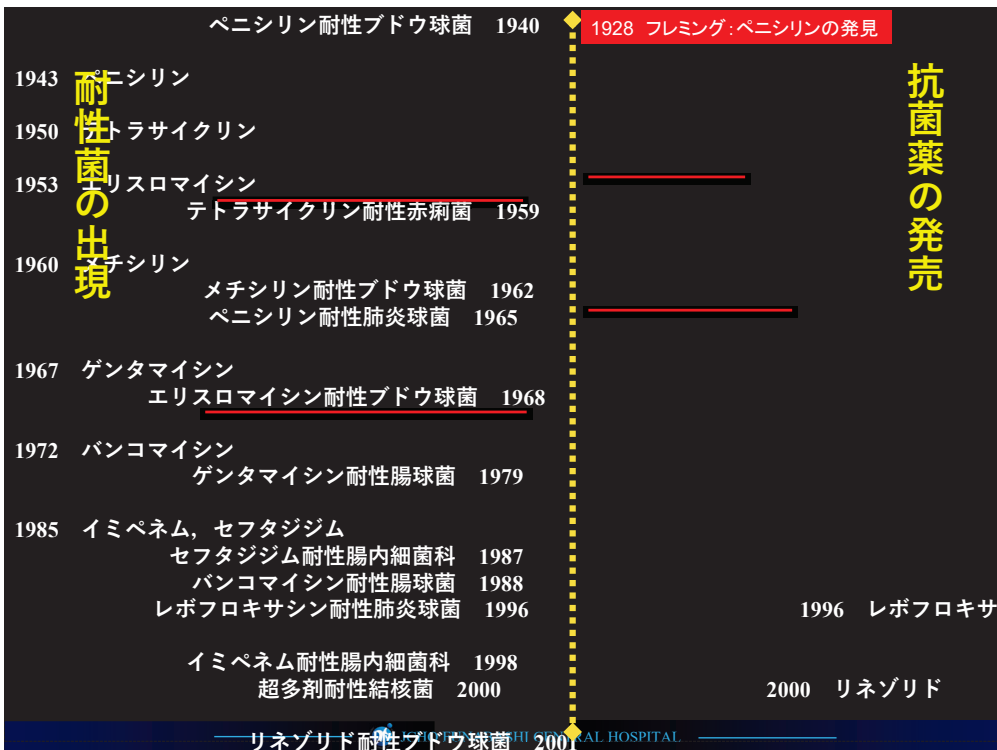 ペニシリン耐性ブドウ球菌 1940
1928 フレミング：ペニシリンの発見
耐性菌の出現
抗菌薬の発売
1943 ペニシリン
1950 テトラサイクリン
1953 エリスロマイシン
テトラサイクリン耐性赤痢菌 1959
1960 メチシリン
メチシリン耐性ブドウ球菌 1962
ペニシリン耐性肺炎球菌 1965
1967 ゲンタマイシン
エリスロマイシン耐性ブドウ球菌 1968
1972 バンコマイシン
ゲンタマイシン耐性腸球菌 1979
1985 イミペネム，セフタジジム
セフタジジム耐性腸内細菌科 1987
バンコマイシン耐性腸球菌 1988
レボフロキサシン耐性肺炎球菌 1996
1996 レボフロキサ
イミペネム耐性腸内細菌科 1998
超多剤耐性結核菌 2000
2000 リネゾリド
リネゾリド耐性ブドウ球菌 2001
HOSPITAL